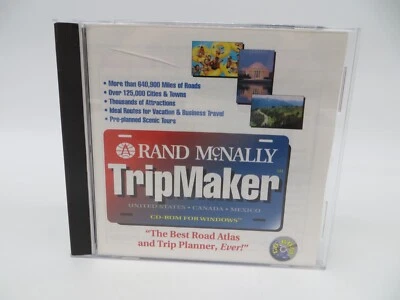 • More than 640,000 Miles of Roads
• Over 125,000 Cities & Towns
• Thousands of Attractions
• Ideal Routes for Vacation & Business Travel
• Pre-planned Scenic Tours
RAND McNALLY
TripMaker™
UNITED STATES • CANADA • MEXICO
CD-ROM FOR WINDOWS™
"The Best Road Atlas
and Trip Planner, Ever!"